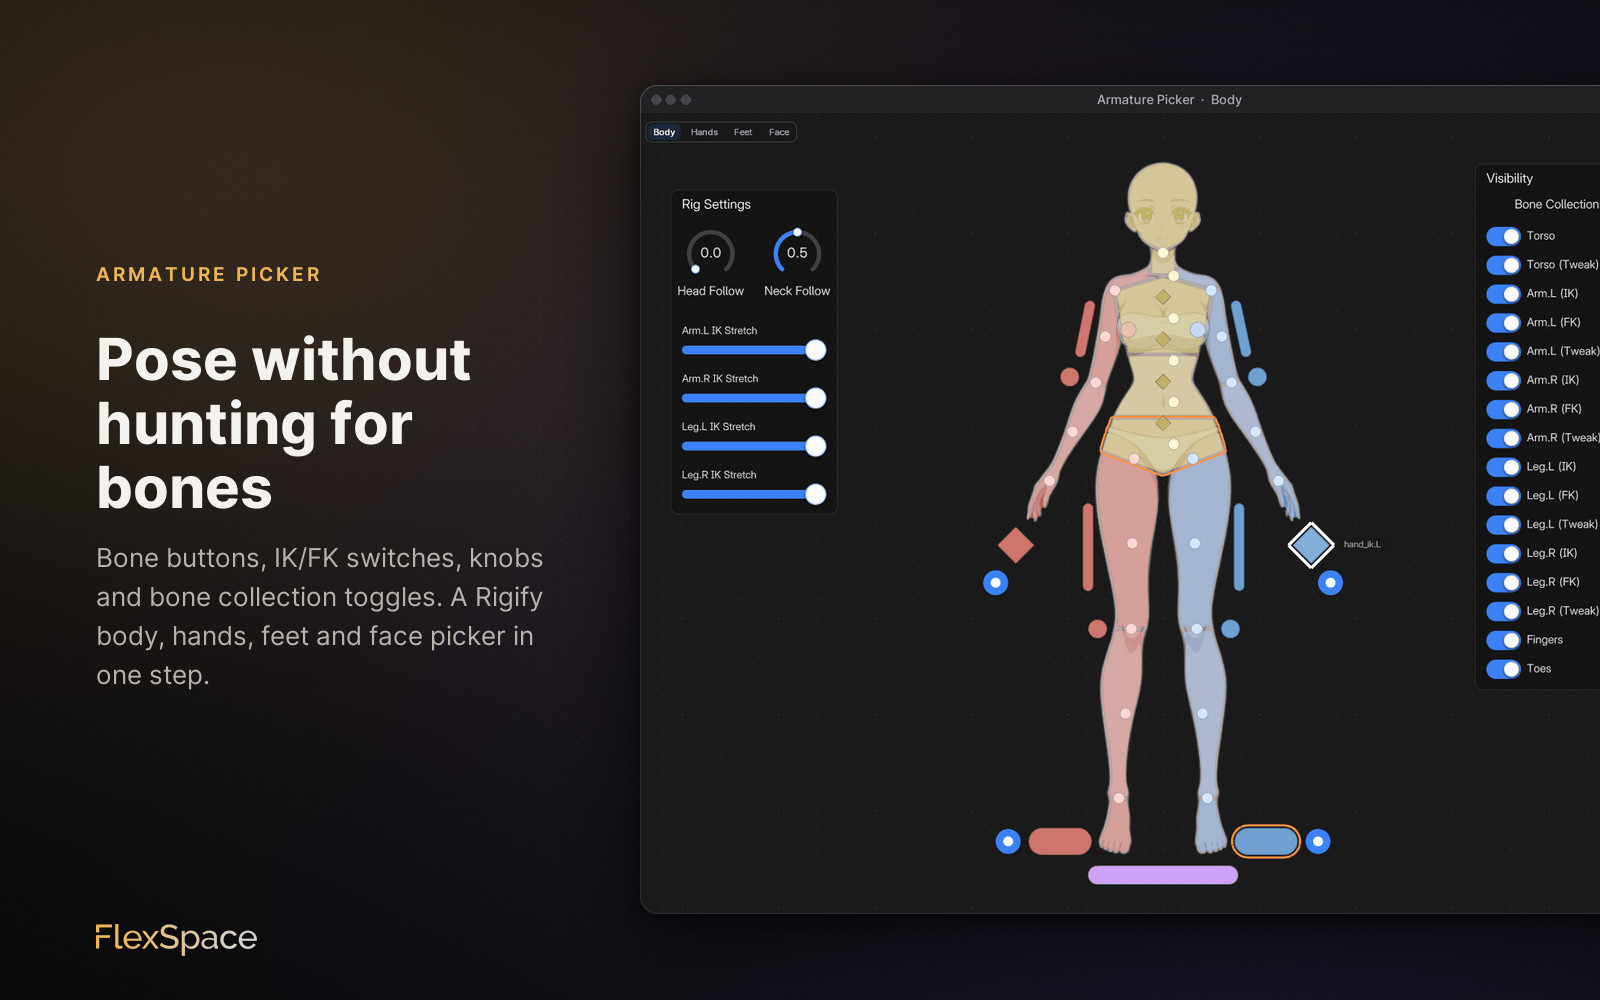 ARMATURE PICKER
Pose without
hunting for
bones
Bone buttons, IK/FK switches, knobs
and bone collection toggles. A Rigify
body, hands, feet and face picker in
one step.
FlexSpace
Armature Picker · Body
Body Hands Feet Face
Rig Settings
0.0 0.5
Head Follow Neck Follow
Arm.L IK Stretch
Arm.R IK Stretch
Leg.L IK Stretch
Leg.R IK Stretch
hand_ik.L
Visibility
Bone Collection
Torso
Torso (Tweak)
Arm.L (IK)
Arm.L (FK)
Arm.L (Tweak)
Arm.R (IK)
Arm.R (FK)
Arm.R (Tweak)
Leg.L (IK)
Leg.L (FK)
Leg.L (Tweak)
Leg.R (IK)
Leg.R (FK)
Leg.R (Tweak)
Fingers
Toes